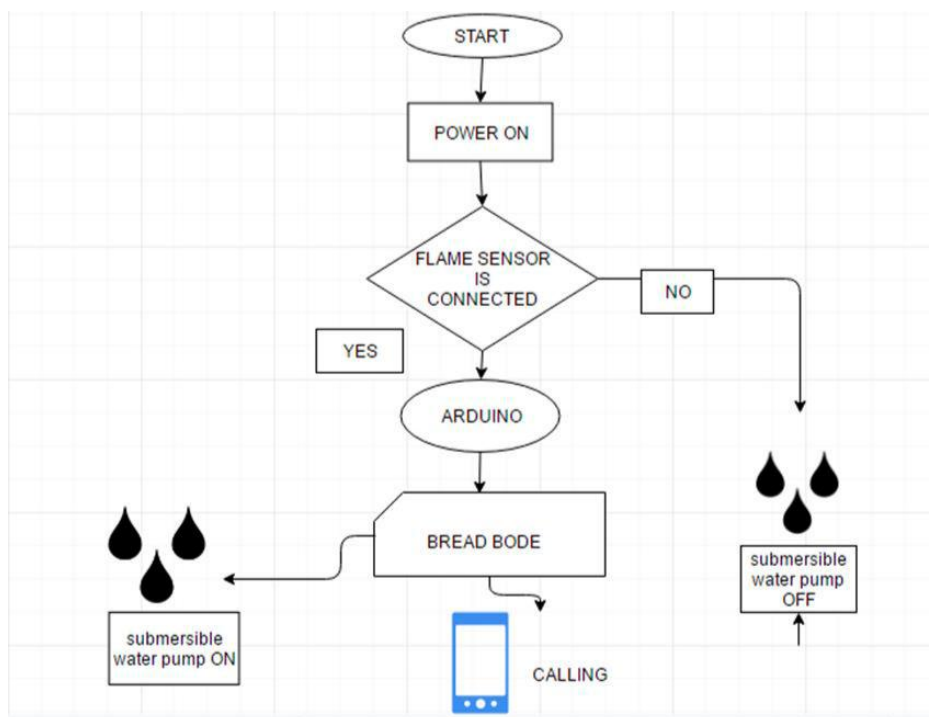 START
POWER ON
FLAME SENSOR
IS
CONNECTED
NO
YES
ARDUINO
BREAD BODE
submersible
water pump
OFF
submersible
water pump ON
CALLING